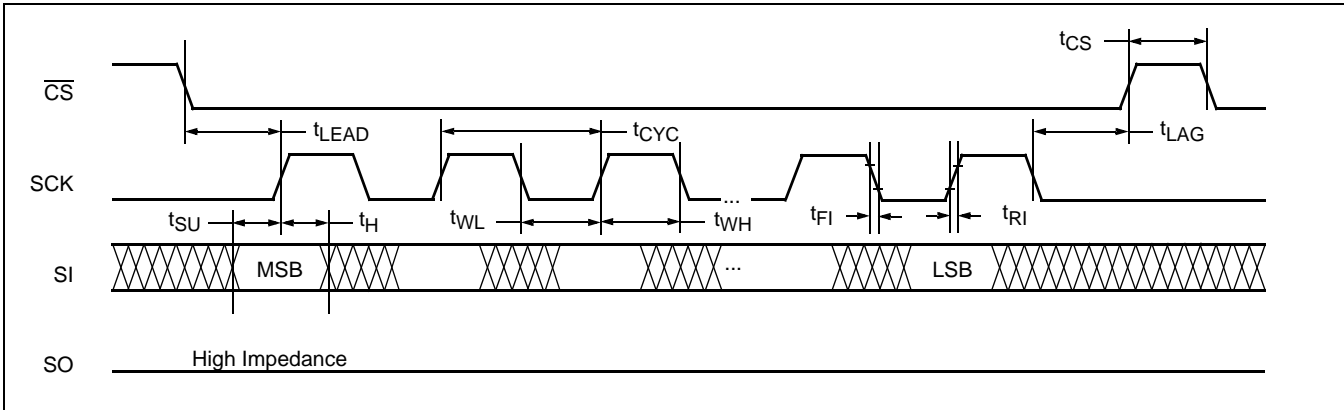 tCS
CS
tLEAD
tCYC
tLAG
SCK
...
tSU
tH
tWL
tWH
tFI
tRI
SI
MSB
...
LSB
SO
High Impedance